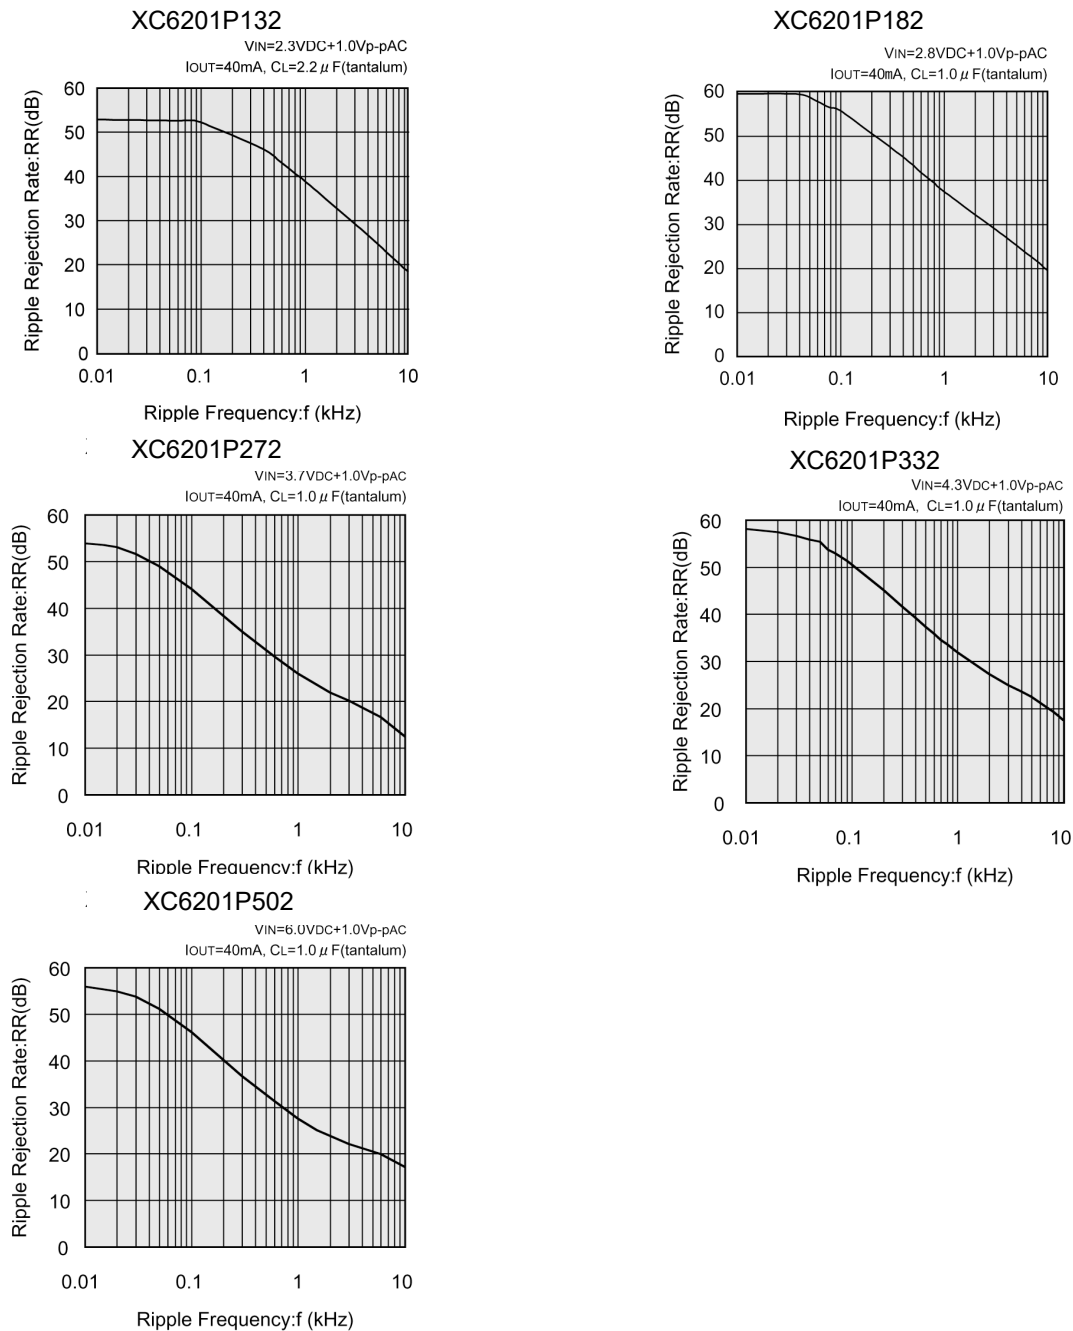 XC6201P132
VIN=2.3VDC+1.0Vp-pAC
IOUT=40mA, CL=2.2 μ F(tantalum)
Ripple Rejection Rate:RR(dB)
60
50
40
30
20
10
0
0.01 0.1 1 10
Ripple Frequency:f (kHz)
XC6201P182
VIN=2.8VDC+1.0Vp-pAC
IOUT=40mA, CL=1.0 μ F(tantalum)
Ripple Rejection Rate:RR(dB)
60
50
40
30
20
10
0
0.01 0.1 1 10
Ripple Frequency:f (kHz)
XC6201P272
VIN=3.7VDC+1.0Vp-pAC
IOUT=40mA, CL=1.0 μ F(tantalum)
Ripple Rejection Rate:RR(dB)
60
50
40
30
20
10
0
0.01 0.1 1 10
Ripple Frequency:f (kHz)
XC6201P332
VIN=4.3VDC+1.0Vp-pAC
IOUT=40mA, CL=1.0 μ F(tantalum)
Ripple Rejection Rate:RR(dB)
60
50
40
30
20
10
0
0.01 0.1 1 10
Ripple Frequency:f (kHz)
XC6201P502
VIN=6.0VDC+1.0Vp-pAC
IOUT=40mA, CL=1.0 μ F(tantalum)
Ripple Rejection Rate:RR(dB)
60
50
40
30
20
10
0
0.01 0.1 1 10
Ripple Frequency:f (kHz)